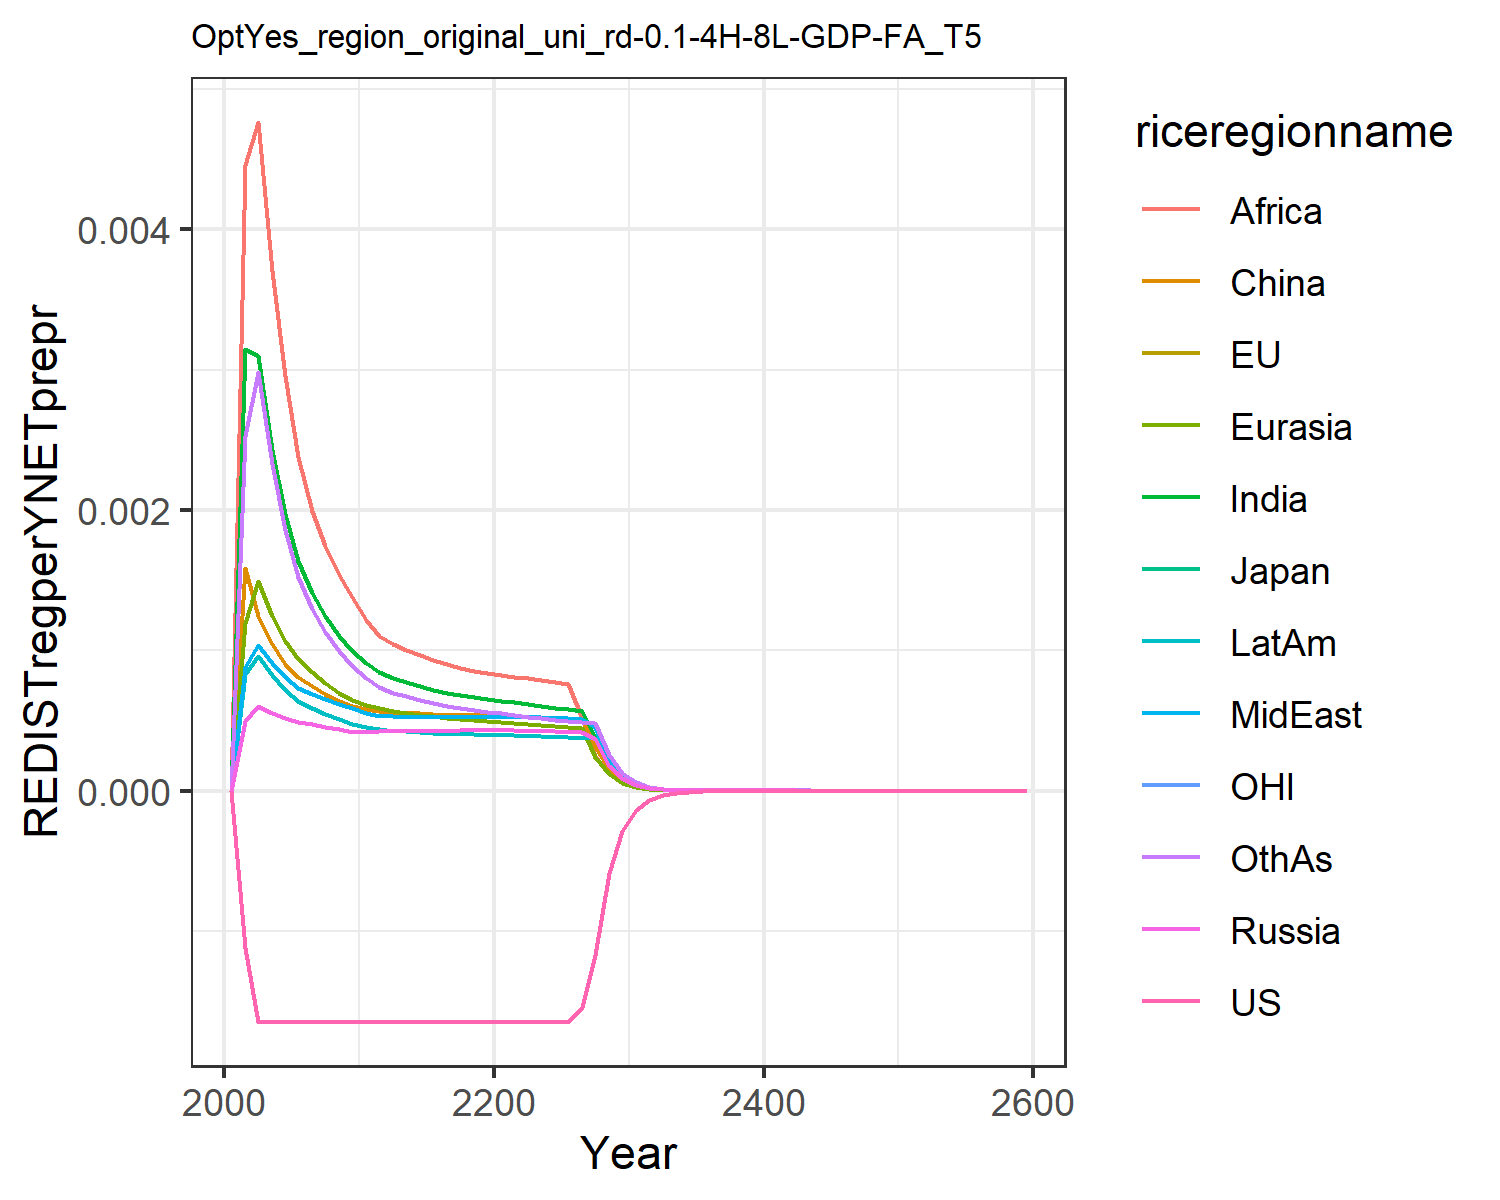 OptYes_region_original_uni_rd-0.1-4H-8L-GDP-FA_T5
REDISTregperYNETprepr
0.004
0.002
0.000
2000 2200 2400 2600
Year
riceregionname
Africa
China
EU
Eurasia
India
Japan
LatAm
MidEast
OHI
OthAs
Russia
US